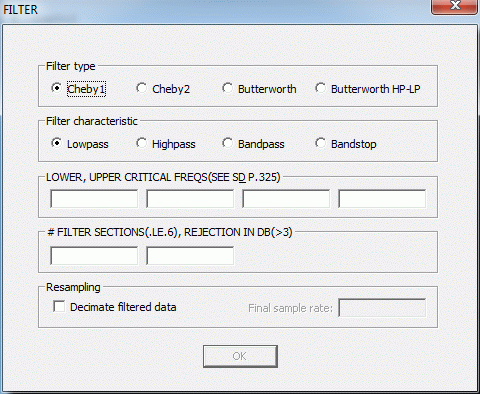 FILTER
Filter type
Cheby1 Cheby2 Butterworth Butterworth HP-LP
Filter characteristic
Lowpass Highpass Bandpass Bandstop
LOWER, UPPER CRITICAL FREQS(SEE SD P.325)
# FILTER SECTIONS(.LE.6), REJECTION IN DB(>3)
Resampling
Decimate filtered data Final sample rate:
OK